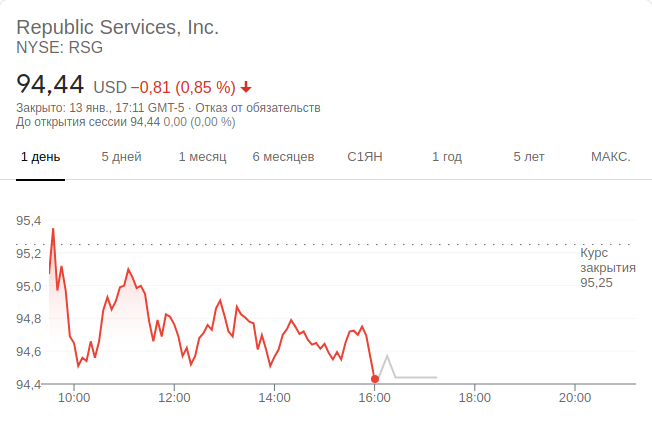 Republic Services, Inc.
NYSE: RSG
94,44 USD −0,81 (0,85 %)
Закрыто: 13 янв., 17:11 GMT-5 · Отказ от обязательств
До открытия сессии 94,44 0,00 (0,00 %)
1 день 5 дней 1 месяц 6 месяцев С1ЯН 1 год 5 лет МАКС.
95,4
95,2
95,0
94,8
94,6
94,4
Курс
закрытия
95,25
10:00 12:00 14:00 16:00 18:00 20:00